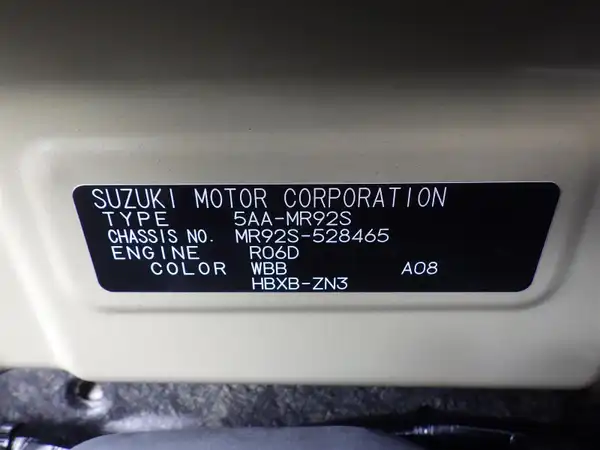 SUZUKI MOTOR CORPORATION
TYPE 5AA-MR92S
CHASSIS NO. MR92S-528465
ENGINE R06D
COLOR WBB A08
HBXB-ZN3